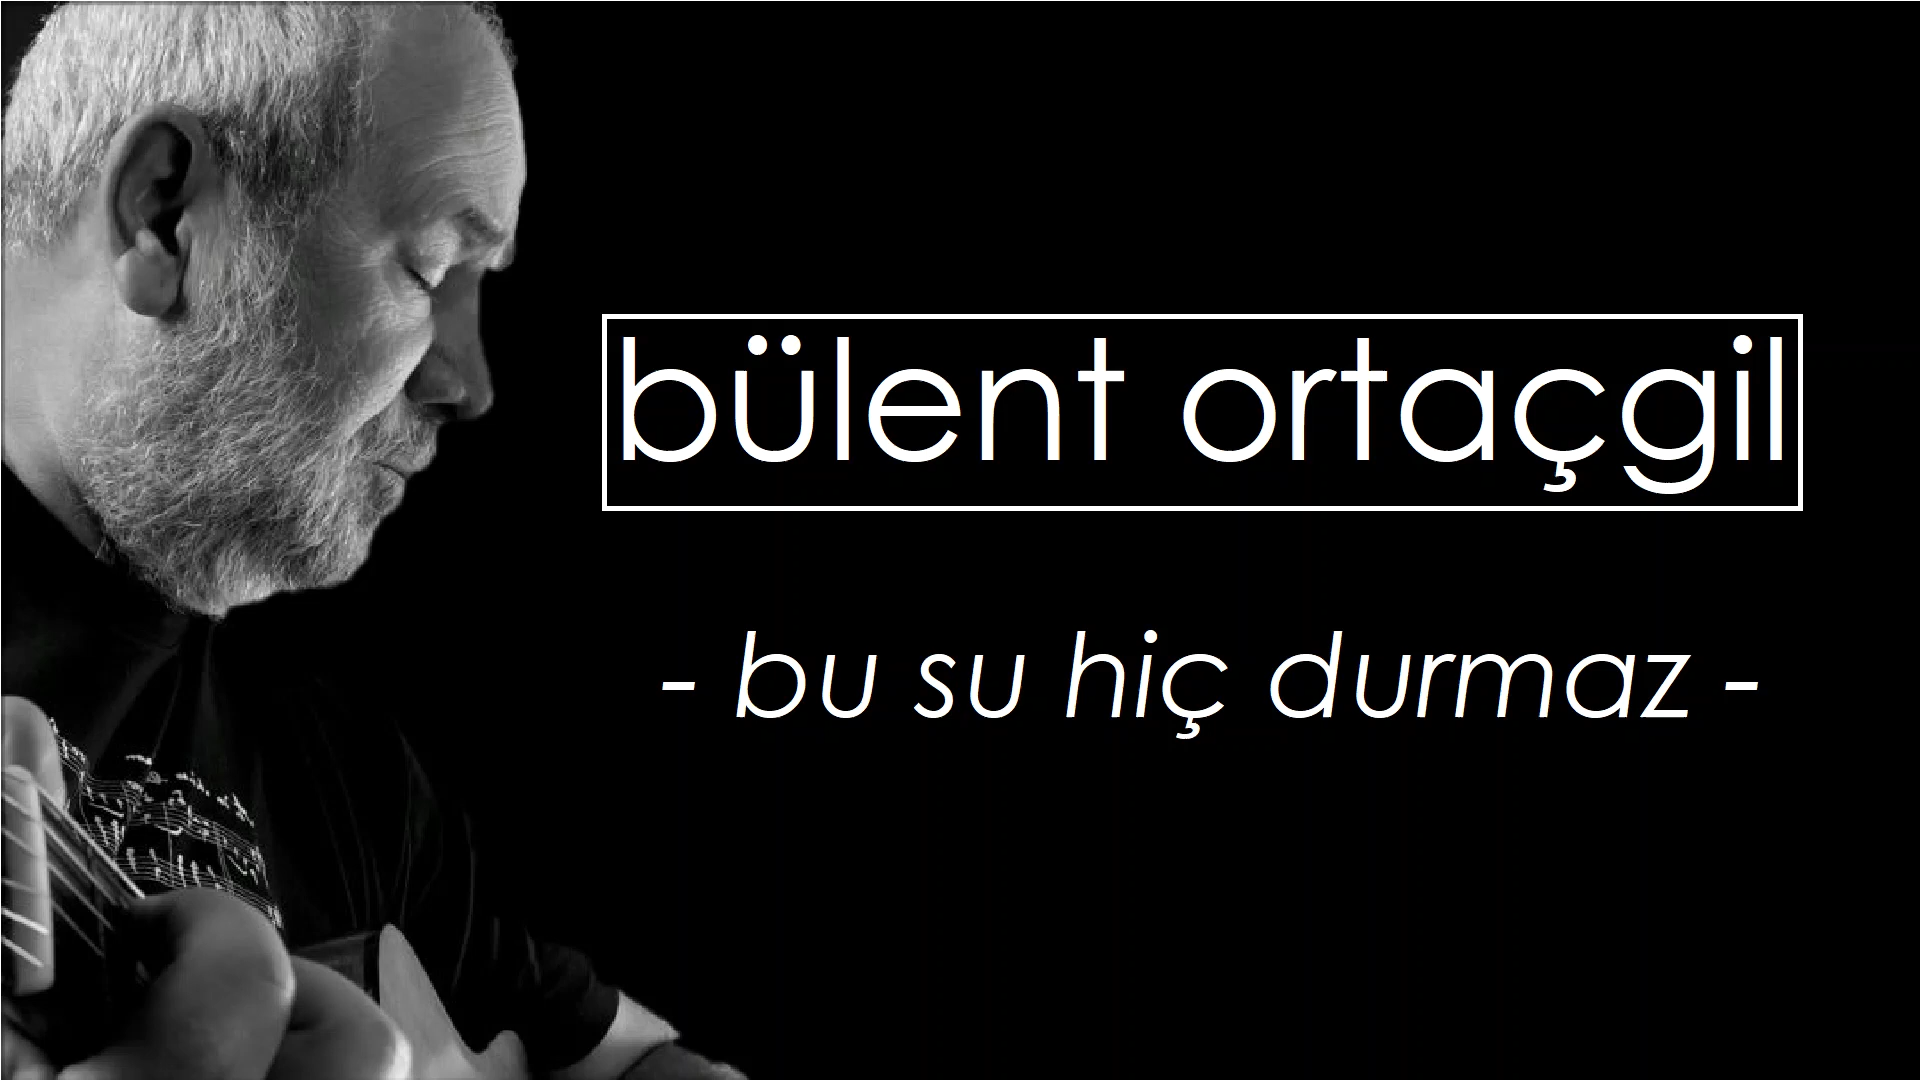 bülent ortaçgil
- bu su hiç durmaz -